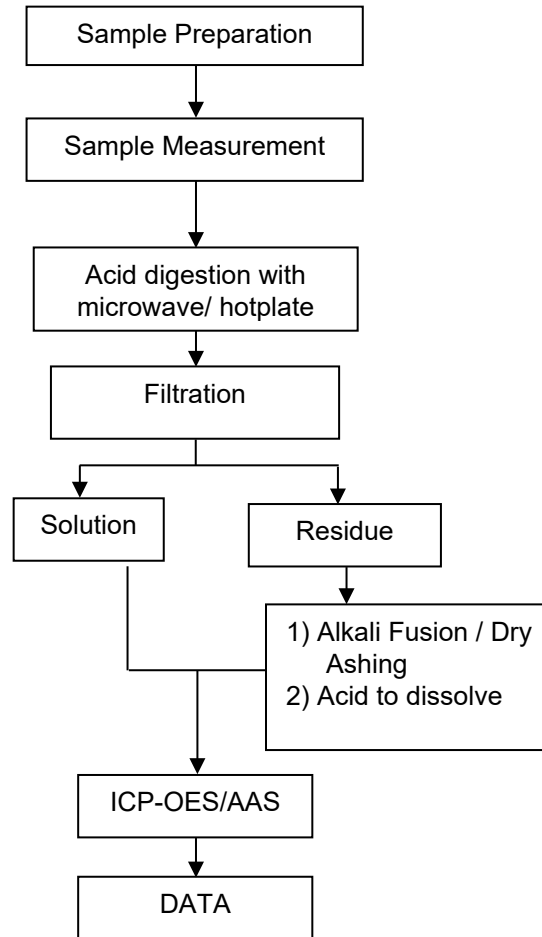 Sample Preparation
Sample Measurement
Acid digestion with
microwave/ hotplate
Filtration
Solution
Residue
1) Alkali Fusion / Dry
Ashing
2) Acid to dissolve
ICP-OES/AAS
DATA